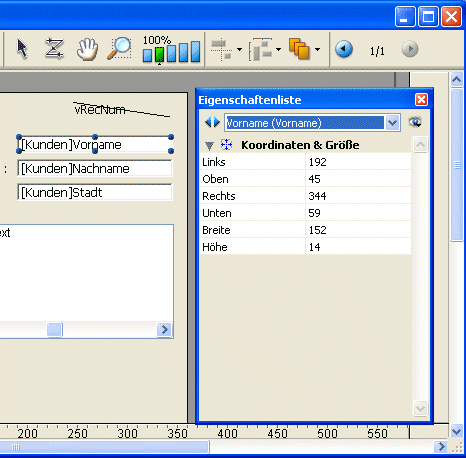 100%
1/1
vRecNum
Eigenschaftenliste
Vorname (Vorname)
[Kunden]Vorname
Koordinaten & Größe
: [Kunden]Nachname
Links 192
[Kunden]Stadt
Oben 45
Rechts 344
Unten 59
ext
Breite 152
Höhe 14
200 250 300 350 400 450 500 550